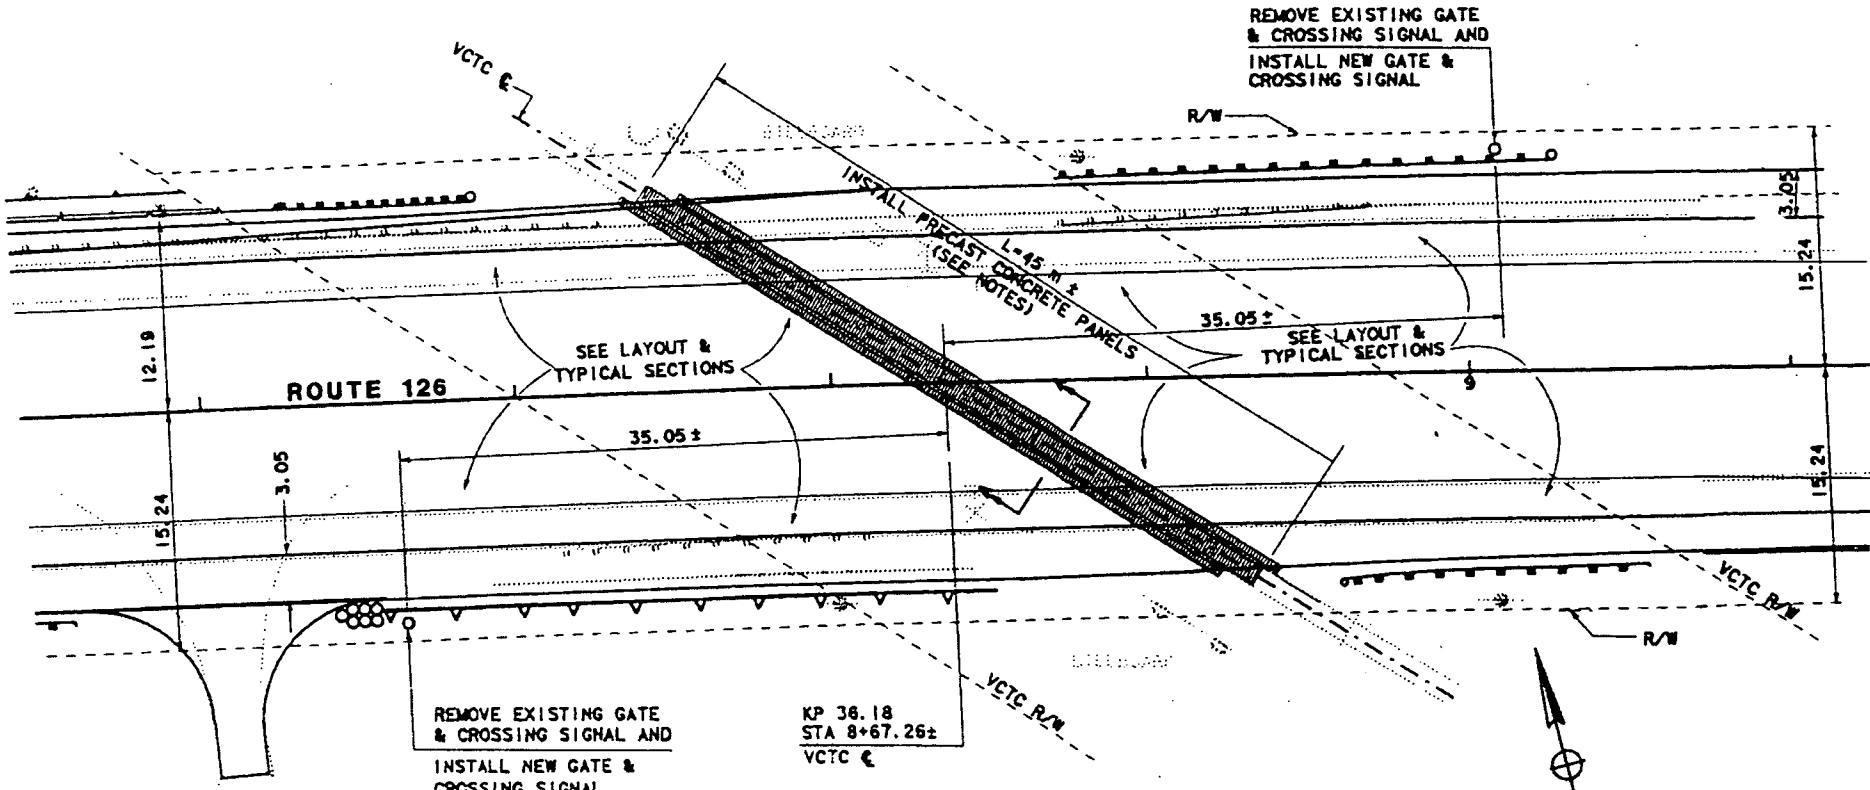 REMOVE EXISTING GATE
& CROSSING SIGNAL AND
INSTALL NEW GATE &
CROSSING SIGNAL
VCTC ℄
R/W
INSTALL PRECAST CONCRETE PANELS
L=45 m ±
(SEE NOTES)
3.05
15.24
35.05±
12.19
SEE LAYOUT &
TYPICAL SECTIONS
SEE LAYOUT &
TYPICAL SECTIONS
ROUTE 126
9
35.05±
3.05
15.24
15.24
VCTC R/W
R/W
VCTC R/W
REMOVE EXISTING GATE
& CROSSING SIGNAL AND
INSTALL NEW GATE &
CROSSING SIGNAL
KP 36.18
STA 8+67.26±
VCTC ℄